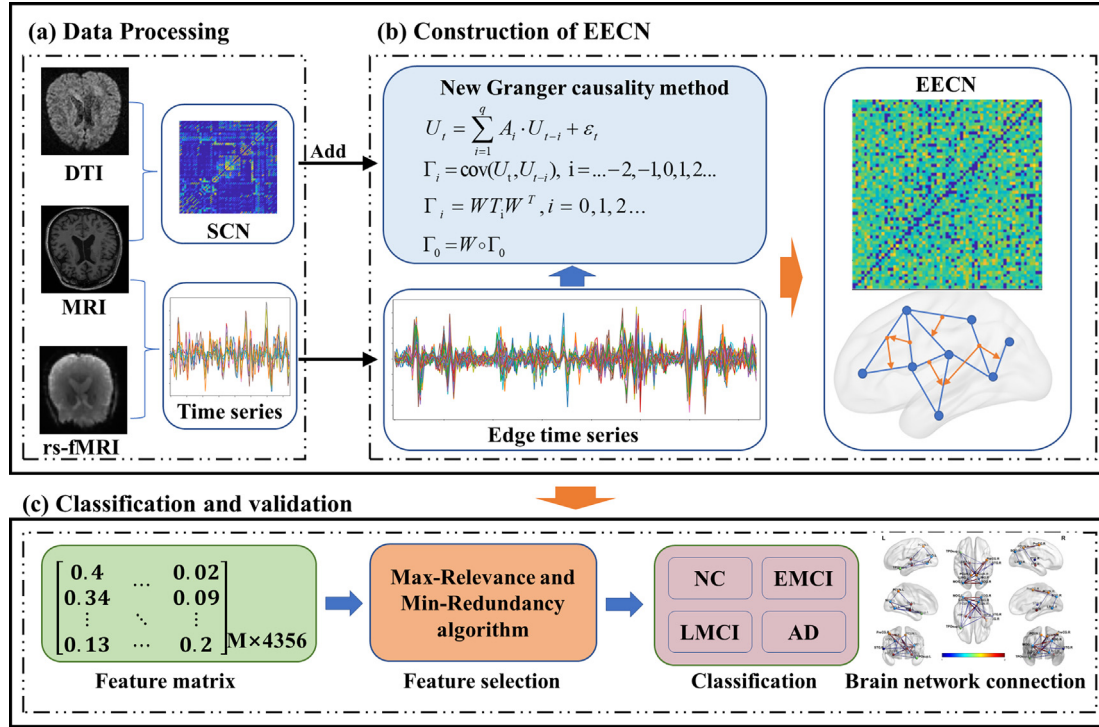 (a) Data Processing
DTI
MRI
rs-fMRI
SCN
Time series
Add
(b) Construction of EECN
New Granger causality method
U_t = \sum_{i=1}^{q} A_i · U_{t-i} + ε_t
Γ_i = cov(U_t, U_{t-i}), i = ...-2,-1,0,1,2...
Γ_i = WT_iW^T, i = 0,1,2...
Γ_0 = W∘Γ_0
Edge time series
EECN
(c) Classification and validation
0.4 ... 0.02
0.34 0.09
⋮ ⋱ ⋮
0.13 ... 0.2
M×4356
Feature matrix
Max-Relevance and
Min-Redundancy
algorithm
Feature selection
NC EMCI
LMCI AD
Classification
L R
Brain network connection